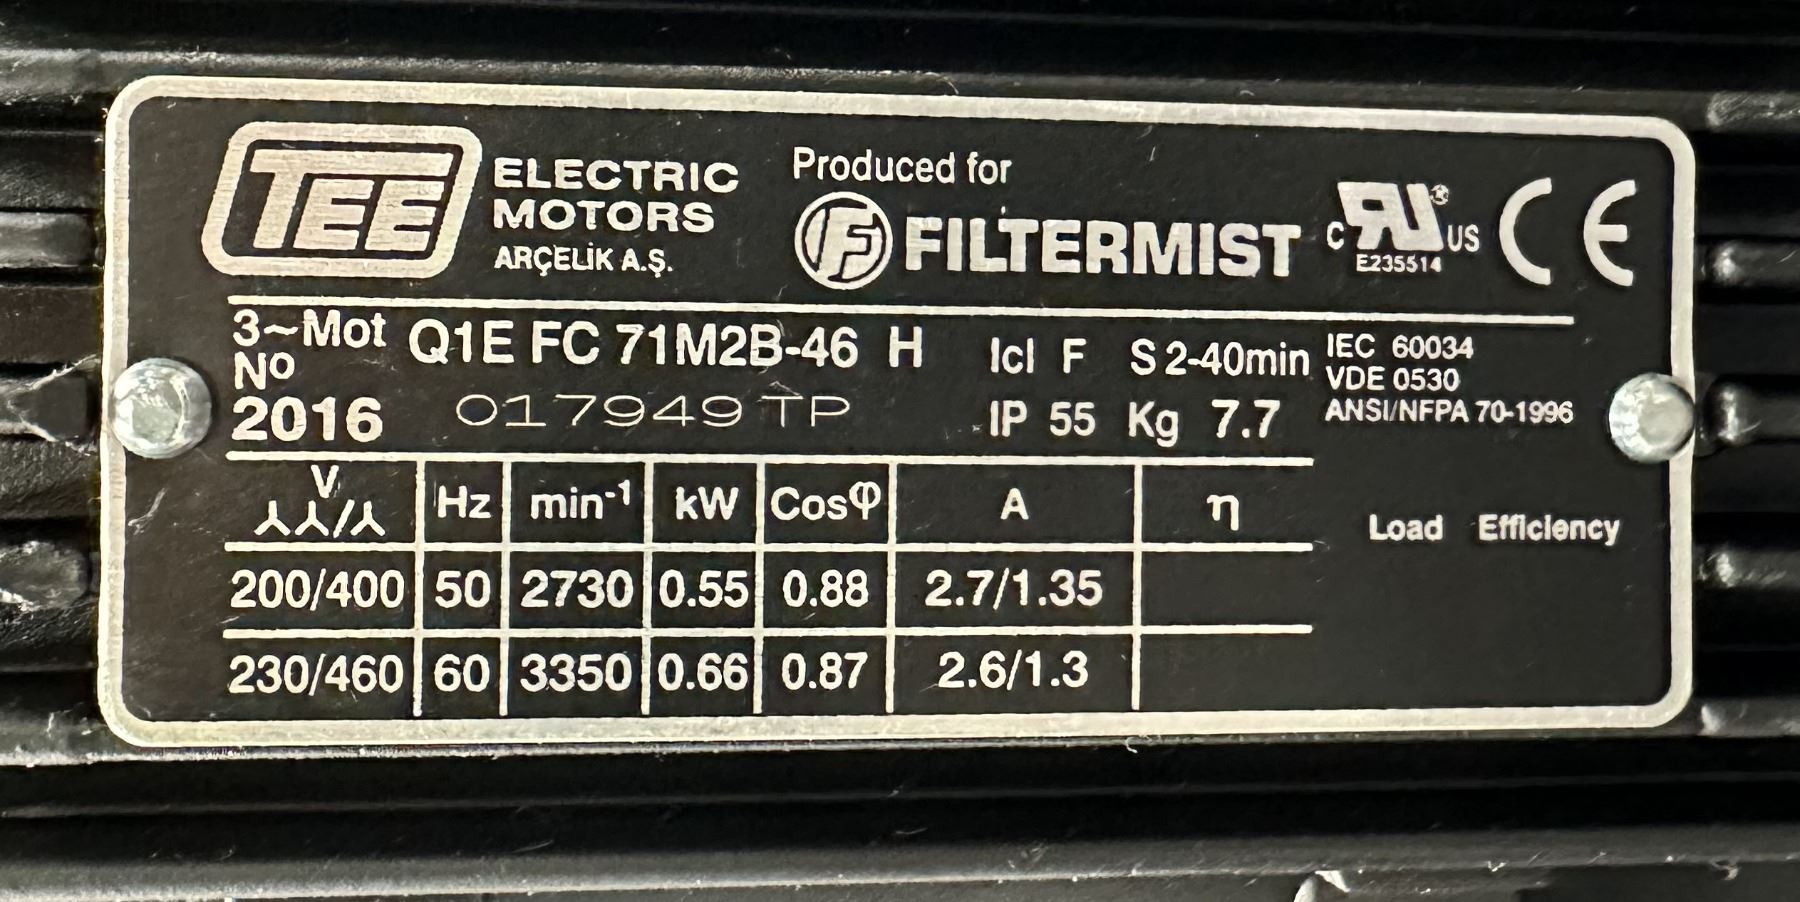 TEE ELECTRIC MOTORS ARÇELİK A.Ş.
Produced for
FILTERMIST
C RU US
E235514
CE
3~Mot Q1E FC 71M2B-46 H Icl F S 2-40min IEC 60034
Nº VDE 0530
2016 017949 TP IP 55 Kg 7.7 ANSI/NFPA 70-1996
V Hz min-1 kW Cosφ A η
⅄⅄/⅄
Load Efficiency
200/400 50 2730 0.55 0.88 2.7/1.35
230/460 60 3350 0.66 0.87 2.6/1.3